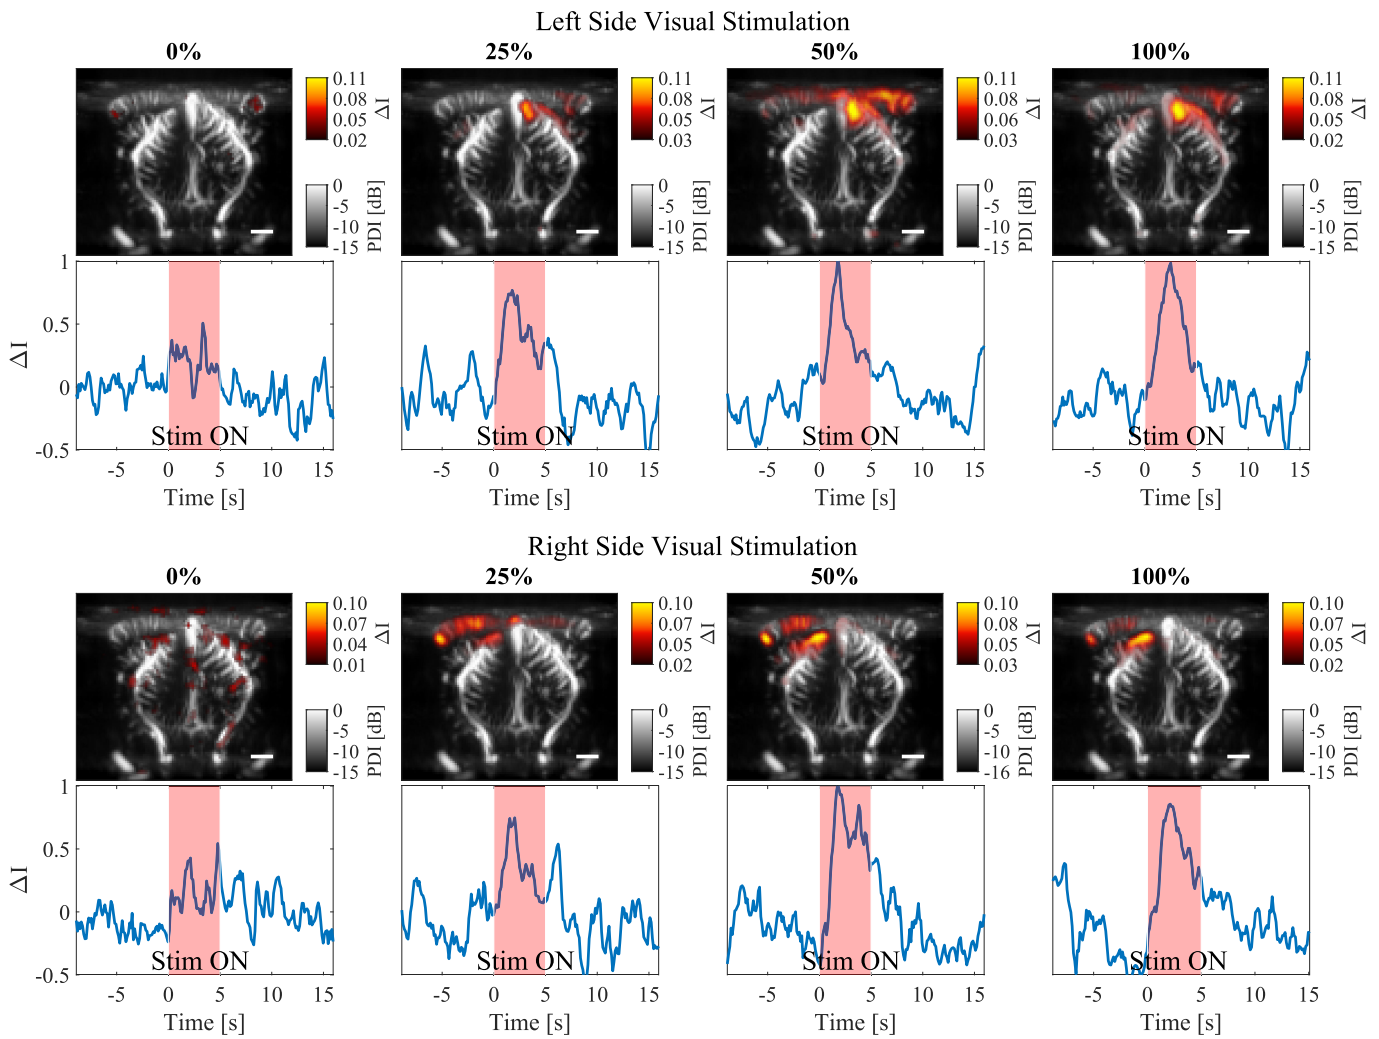 Left Side Visual Stimulation
0% 25% 50% 100%
0.11 0.11 0.11 0.11
0.08 0.08 0.08 0.08
0.05 0.05 0.06 0.05
0.02 0.03 0.03 0.02
ΔI ΔI ΔI ΔI
0 0 0 0
-5 -5 -5 -5
-10 -10 -10 -10
-15 -15 -15 -15
PDI [dB] PDI [dB] PDI [dB] PDI [dB]
1
0.5
0
-0.5
ΔI
Stim ON Stim ON Stim ON Stim ON
-5 0 5 10 15 -5 0 5 10 15 -5 0 5 10 15 -5 0 5 10 15
Time [s] Time [s] Time [s] Time [s]
Right Side Visual Stimulation
0% 25% 50% 100%
0.10 0.10 0.10 0.10
0.07 0.07 0.07 0.07
0.04 0.05 0.05 0.05
0.01 0.02 0.03 0.02
ΔI ΔI ΔI ΔI
0 0 0 0
-5 -5 -5 -5
-10 -10 -10 -10
-15 -15 -16 -15
PDI [dB] PDI [dB] PDI [dB] PDI [dB]
1
0.5
0
-0.5
ΔI
Stim ON Stim ON Stim ON Stim ON
-5 0 5 10 15 -5 0 5 10 15 -5 0 5 10 15 -5 0 5 10 15
Time [s] Time [s] Time [s] Time [s]